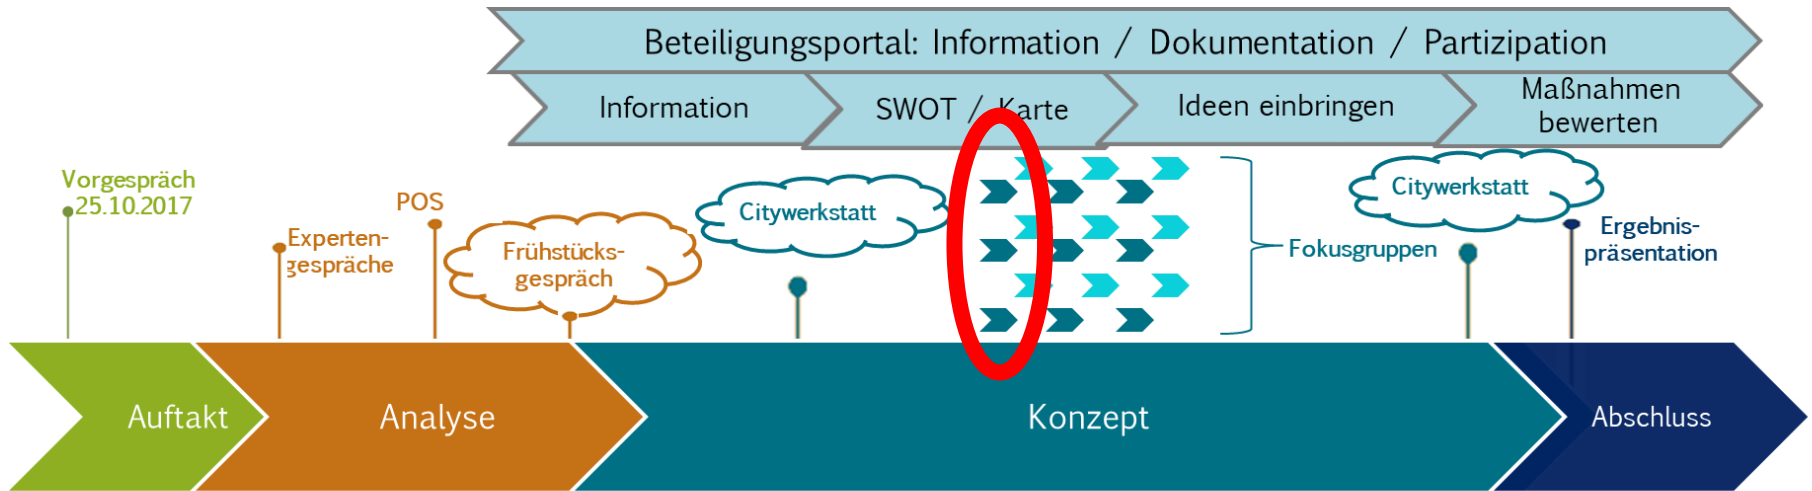 Beteiligungsportal: Information / Dokumentation / Partizipation
Information
SWOT / Karte
Ideen einbringen
Maßnahmen
bewerten
Vorgespräch
25.10.2017
Experten-
gespräche
POS
Frühstücks-
gespräch
Citywerkstatt
Fokusgruppen
Citywerkstatt
Ergebnis-
präsentation
Auftakt
Analyse
Konzept
Abschluss